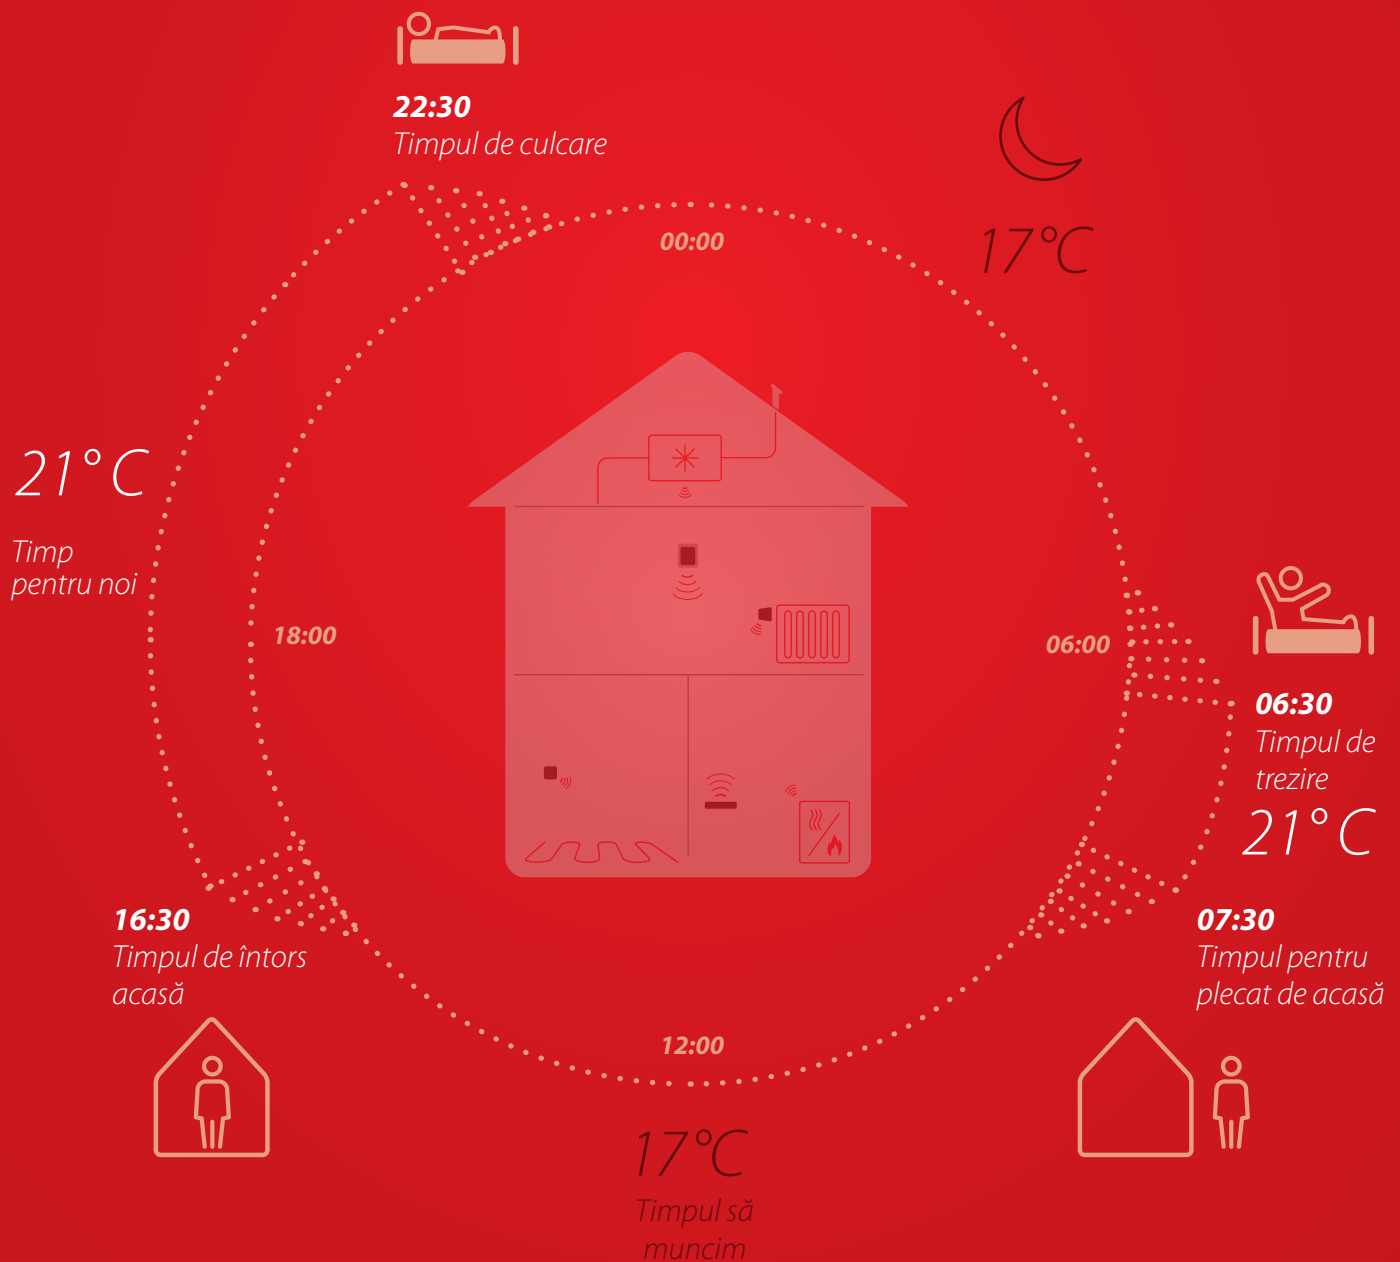 22:30
Timpul de culcare
00:00
17°C
21°C
Timp
pentru noi
18:00
06:00
06:30
Timpul de
trezire
21°C
16:30
Timpul de întors
acasă
07:30
Timpul pentru
plecat de acasă
12:00
17°C
Timpul să
muncim